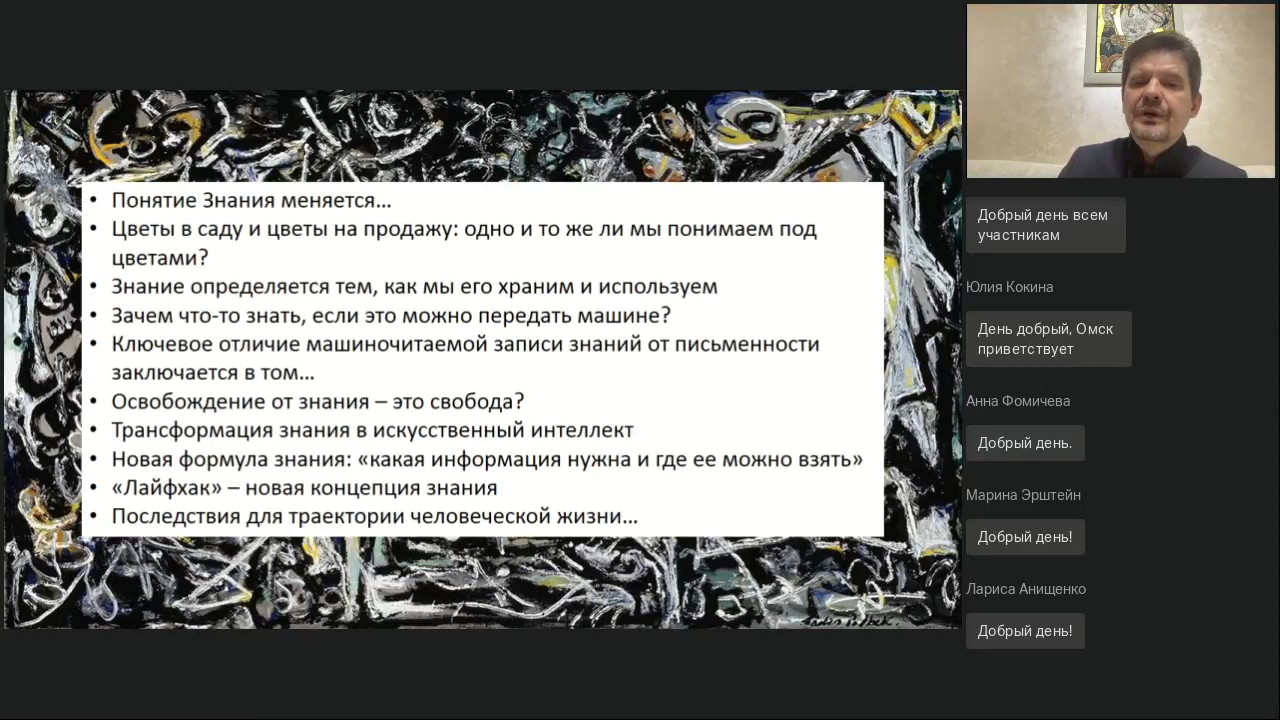 • Понятие Знания меняется...
• Цветы в саду и цветы на продажу: одно и то же ли мы понимаем под
цветами?
• Знание определяется тем, как мы его храним и используем
• Зачем что-то знать, если это можно передать машине?
• Ключевое отличие машиночитаемой записи знаний от письменности
заключается в том...
• Освобождение от знания – это свобода?
• Трансформация знания в искусственный интеллект
• Новая формула знания: «какая информация нужна и где ее можно взять»
• «Лайфхак» – новая концепция знания
• Последствия для траектории человеческой жизни...
Добрый день всем
участникам
Юлия Кокина
День добрый, Омск
приветствует
Анна Фомичева
Добрый день.
Марина Эрштейн
Добрый день!
Лариса Анищенко
Добрый день!